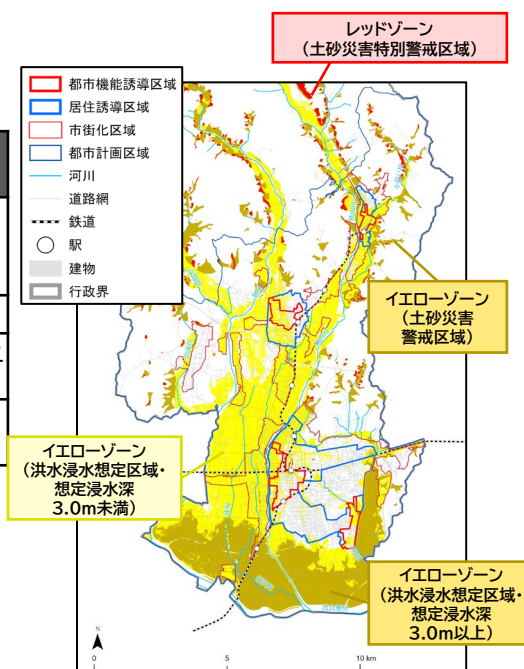 レッドゾーン
（土砂災害特別警戒区域）
都市機能誘導区域
居住誘導区域
市街化区域
都市計画区域
河川
道路網
鉄道
駅
建物
行政界
イエローゾーン
（土砂災害
警戒区域）
イエローゾーン
（洪水浸水想定区域・
想定浸水深
3.0m未満）
イエローゾーン
（洪水浸水想定区域・
想定浸水深
3.0m以上）
N
0 5 10 km